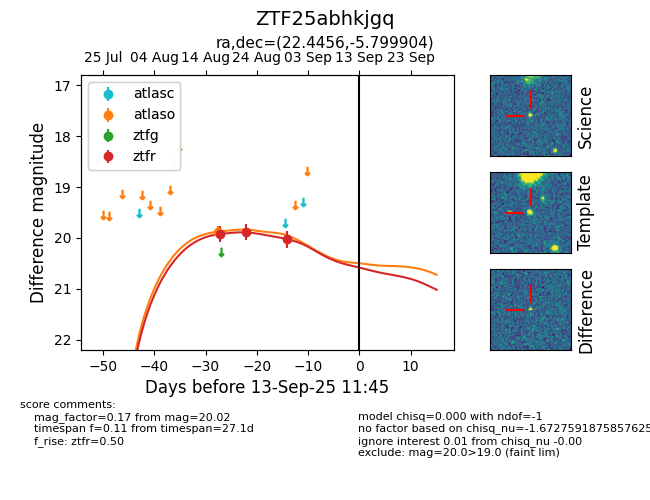 ZTF25abhkjgq
ra,dec=(22.4456,-5.799904)
25 Jul 04 Aug 14 Aug 24 Aug 03 Sep 13 Sep 23 Sep
17
18
19
20
21
22
Difference magnitude
atlasc
atlaso
ztfg
ztfr
−50 −40 −30 −20 −10 0 10
Days before 13-Sep-25 11:45
Science
Template
Difference
score comments:
mag_factor=0.17 from mag=20.02
timespan f=0.11 from timespan=27.1d
f_rise: ztfr=0.50
model chisq=0.000 with ndof=-1
no factor based on chisq_nu=-1.6727591875857625
ignore interest 0.01 from chisq_nu -0.00
exclude: mag=20.0>19.0 (faint lim)